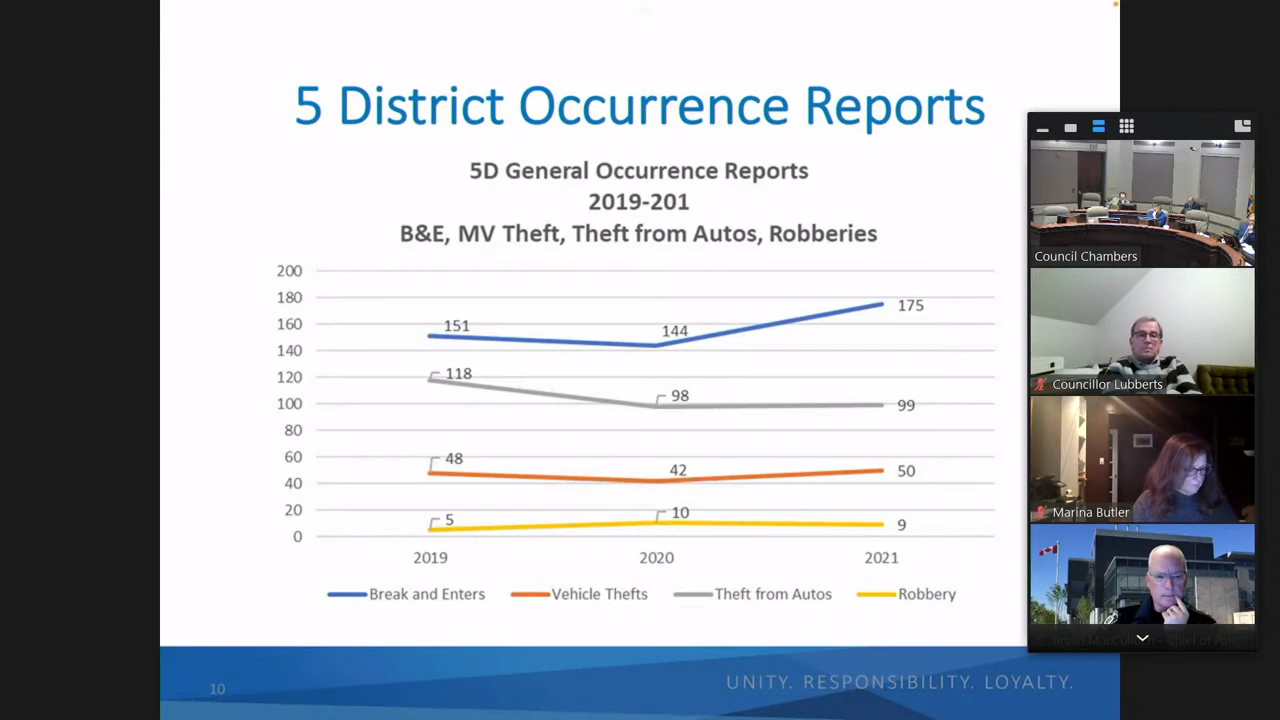 5 District Occurrence Reports
5D General Occurrence Reports
2019-201
B&E, MV Theft, Theft from Autos, Robberies
200
180
160
140
120
100
80
60
40
20
0
151
144
175
118
98
99
48
42
50
5
10
9
2019
2020
2021
Break and Enters
Vehicle Thefts
Theft from Autos
Robbery
10
UNITY. RESPONSIBILITY. LOYALTY.
Council Chambers
Councillor Lubberts
Marina Butler